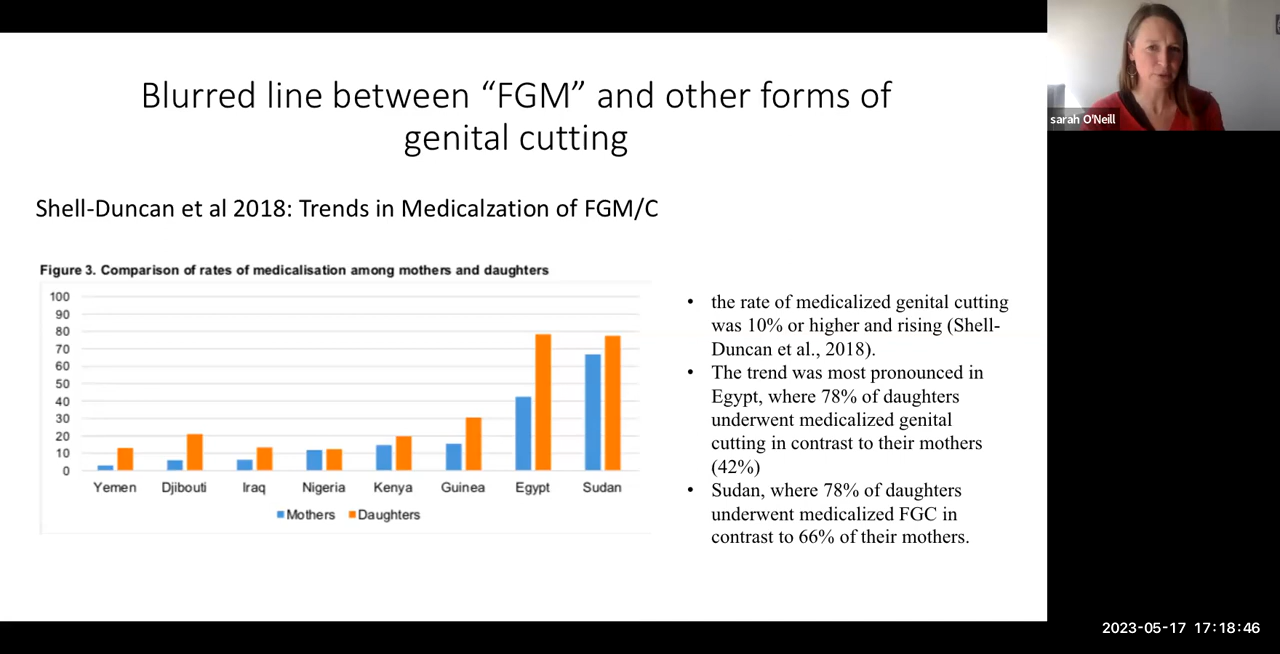 Blurred line between “FGM” and other forms of
genital cutting
sarah O'Neill
Shell-Duncan et al 2018: Trends in Medicalzation of FGM/C
Figure 3. Comparison of rates of medicalisation among mothers and daughters
100
90
80
70
60
50
40
30
20
10
0
Yemen Djibouti Iraq Nigeria Kenya Guinea Egypt Sudan
Mothers Daughters
• the rate of medicalized genital cutting
was 10% or higher and rising (Shell-
Duncan et al., 2018).
• The trend was most pronounced in
Egypt, where 78% of daughters
underwent medicalized genital
cutting in contrast to their mothers
(42%)
• Sudan, where 78% of daughters
underwent medicalized FGC in
contrast to 66% of their mothers.
2023-05-17 17:18:46